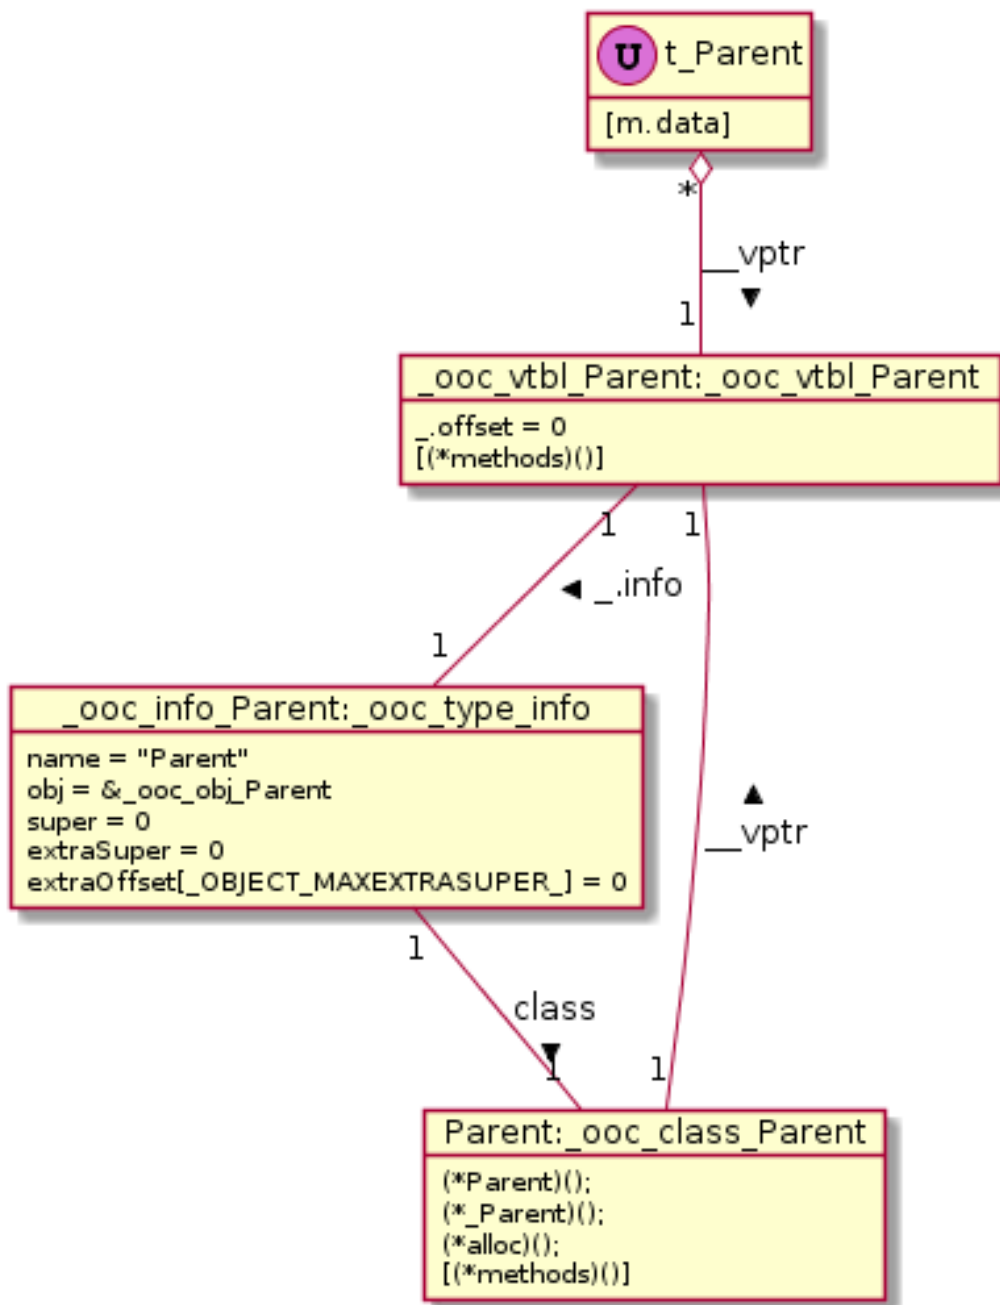 Ʊ t_Parent
[m.data]
*
__vptr
▼
1
_ooc_vtbl_Parent:_ooc_vtbl_Parent
_.offset = 0
[(*methods)()]
1 1
◀ _.info
1
_ooc_info_Parent:_ooc_type_info
name = "Parent"
obj = &_ooc_obj_Parent
super = 0
extraSuper = 0
extraOffset[_OBJECT_MAXEXTRASUPER_] = 0
▲
__vptr
1
class
▼
1 1
Parent:_ooc_class_Parent
(*Parent)();
(*_Parent)();
(*alloc)();
[(*methods)()]